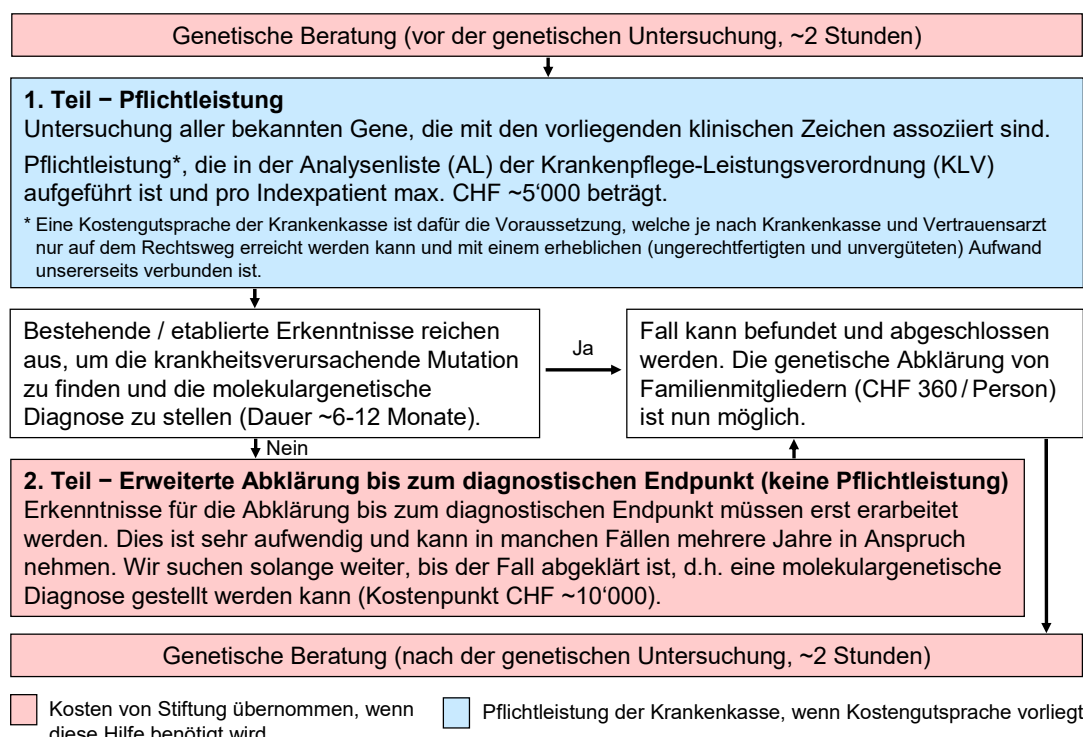 Genetische Beratung (vor der genetischen Untersuchung, ~2 Stunden)
1. Teil − Pflichtleistung
Untersuchung aller bekannten Gene, die mit den vorliegenden klinischen Zeichen assoziiert sind.
Pflichtleistung*, die in der Analysenliste (AL) der Krankenpflege-Leistungsverordnung (KLV)
aufgeführt ist und pro Indexpatient max. CHF ~5‘000 beträgt.
* Eine Kostengutsprache der Krankenkasse ist dafür die Voraussetzung, welche je nach Krankenkasse und Vertrauensarzt
nur auf dem Rechtsweg erreicht werden kann und mit einem erheblichen (ungerechtfertigten und unvergüteten) Aufwand
unsererseits verbunden ist.
Bestehende / etablierte Erkenntnisse reichen
aus, um die krankheitsverursachende Mutation
zu finden und die molekulargenetische
Diagnose zu stellen (Dauer ~6-12 Monate).
Ja
Fall kann befundet und abgeschlossen
werden. Die genetische Abklärung von
Familienmitgliedern (CHF 360 / Person)
ist nun möglich.
Nein
2. Teil − Erweiterte Abklärung bis zum diagnostischen Endpunkt (keine Pflichtleistung)
Erkenntnisse für die Abklärung bis zum diagnostischen Endpunkt müssen erst erarbeitet
werden. Dies ist sehr aufwendig und kann in manchen Fällen mehrere Jahre in Anspruch
nehmen. Wir suchen solange weiter, bis der Fall abgeklärt ist, d.h. eine molekulargenetische
Diagnose gestellt werden kann (Kostenpunkt CHF ~10‘000).
Genetische Beratung (nach der genetischen Untersuchung, ~2 Stunden)
Kosten von Stiftung übernommen, wenn
diese Hilfe benötigt wird
Pflichtleistung der Krankenkasse, wenn Kostengutsprache vorliegt